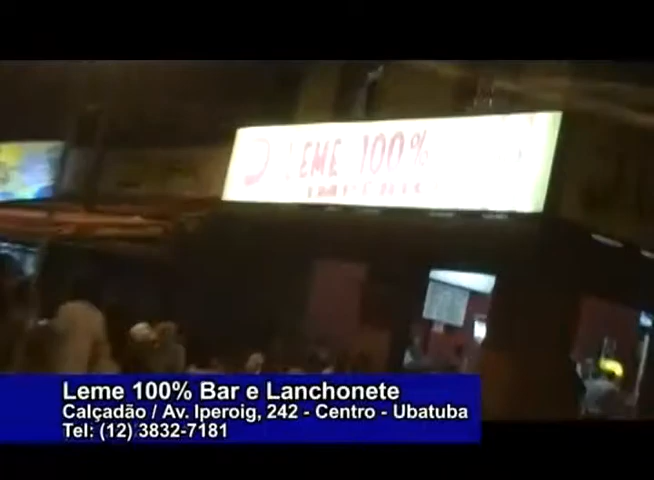 LEME 100%
Leme 100% Bar e Lanchonete
Calçadão / Av. Iperoig, 242 - Centro - Ubatuba
Tel: (12) 3832-7181